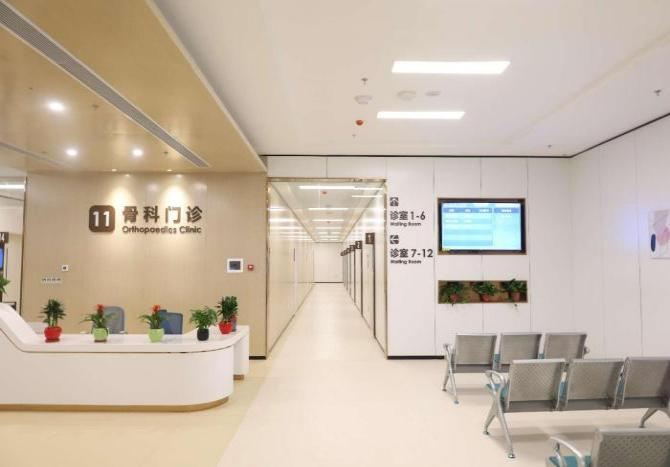 11 骨科门诊
Orthopaedics Clinic
诊室 1-6
Waiting Room
诊室 7-12
Waiting Room